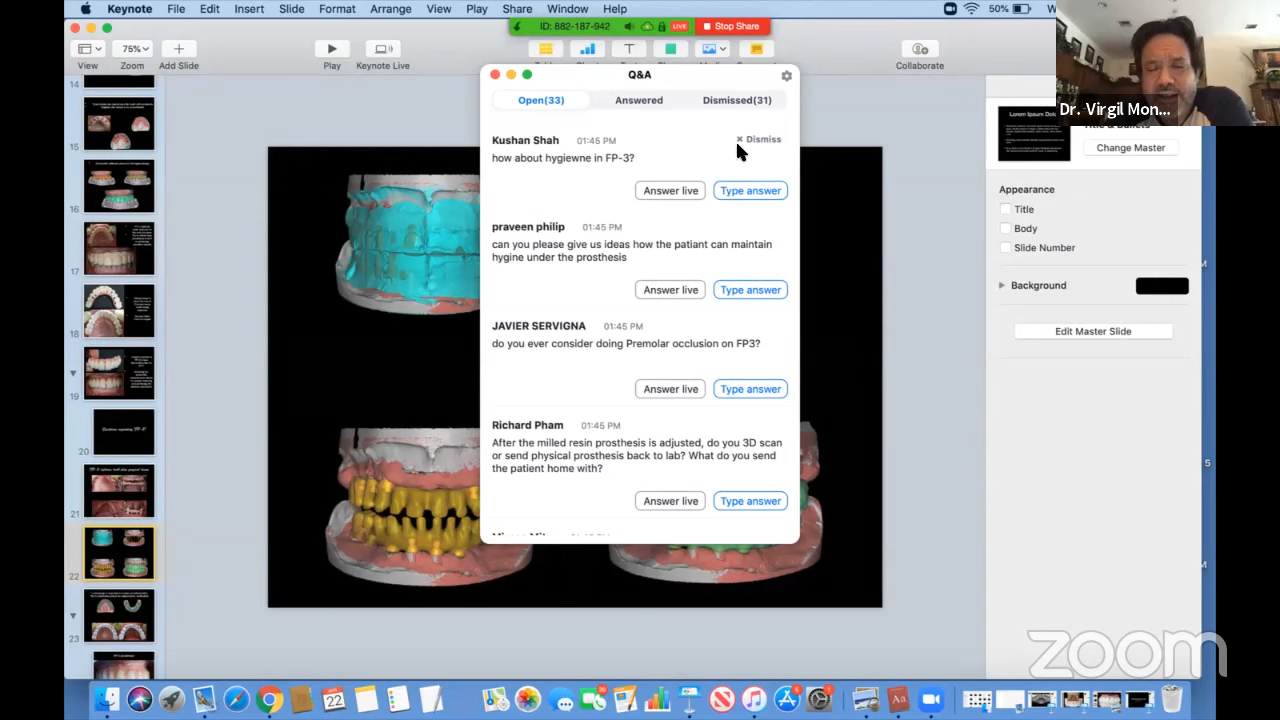 Keynote File Edit Insert Slide Format Arrange View Play Share Window Help
50%
ID: 882-187-942 LIVE Stop Share
75%
View Zoom Add Slide Play Keynote Live Collaborate
Dr. Virgil Mon...
Q&A
Open(33) Answered Dismissed(31)
Kushan Shah 01:45 PM Dismiss
how about hygiewne in FP-3?
Answer live Type answer
praveen philip 01:45 PM
can you please give us ideas how the patiant can maintain
hygine under the prosthesis
Answer live Type answer
JAVIER SERVIGNA 01:45 PM
do you ever consider doing Premolar occlusion on FP3?
Answer live Type answer
Richard Pham 01:45 PM
After the milled resin prosthesis is adjusted, do you 3D scan
or send physical prosthesis back to lab? What do you send
the patient home with?
Answer live Type answer
14
15
16
17
18
19
20
21
22
23
Lorem Ipsum Dolor
Change Master
Appearance
Title
Body
Slide Number
Background
Edit Master Slide
M
5
M
zoom
22